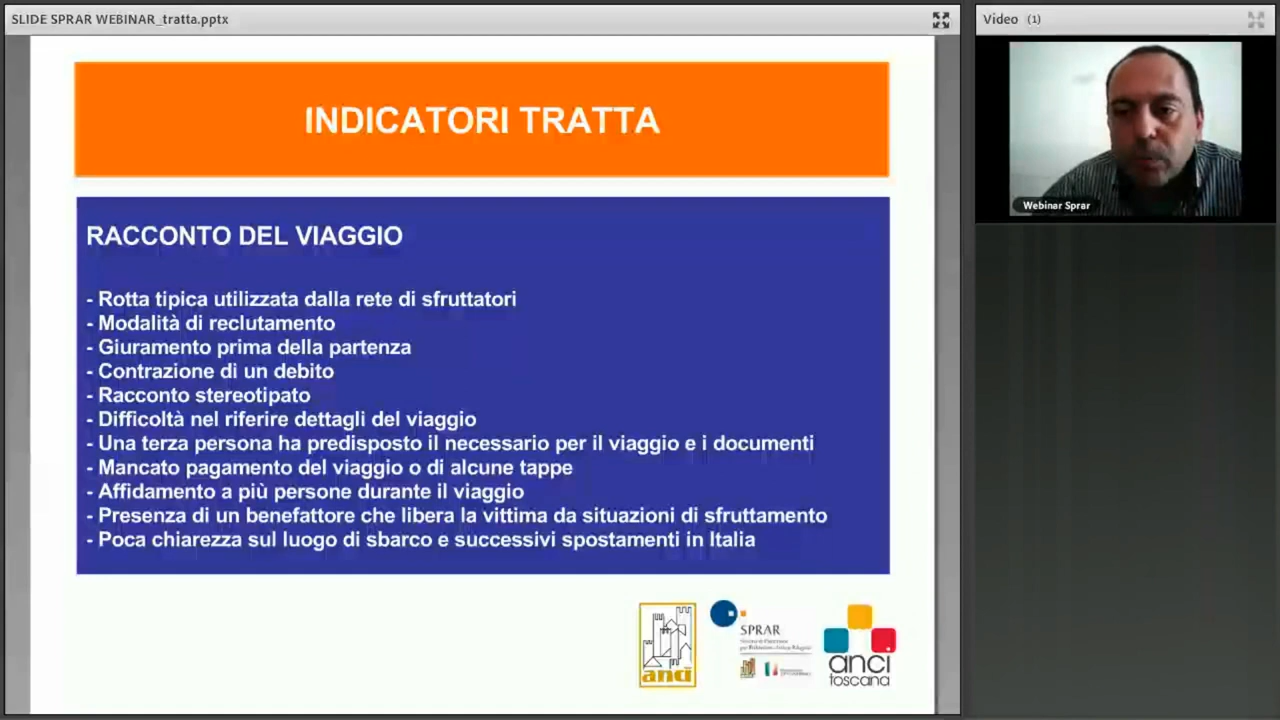 SLIDE SPRAR WEBINAR_tratta.pptx
Video (1)
INDICATORI TRATTA
RACCONTO DEL VIAGGIO
- Rotta tipica utilizzata dalla rete di sfruttatori
- Modalità di reclutamento
- Giuramento prima della partenza
- Contrazione di un debito
- Racconto stereotipato
- Difficoltà nel riferire dettagli del viaggio
- Una terza persona ha predisposto il necessario per il viaggio e i documenti
- Mancato pagamento del viaggio o di alcune tappe
- Affidamento a più persone durante il viaggio
- Presenza di un benefattore che libera la vittima da situazioni di sfruttamento
- Poca chiarezza sul luogo di sbarco e successivi spostamenti in Italia
Webinar Sprar
anci
SPRAR
anci
toscana